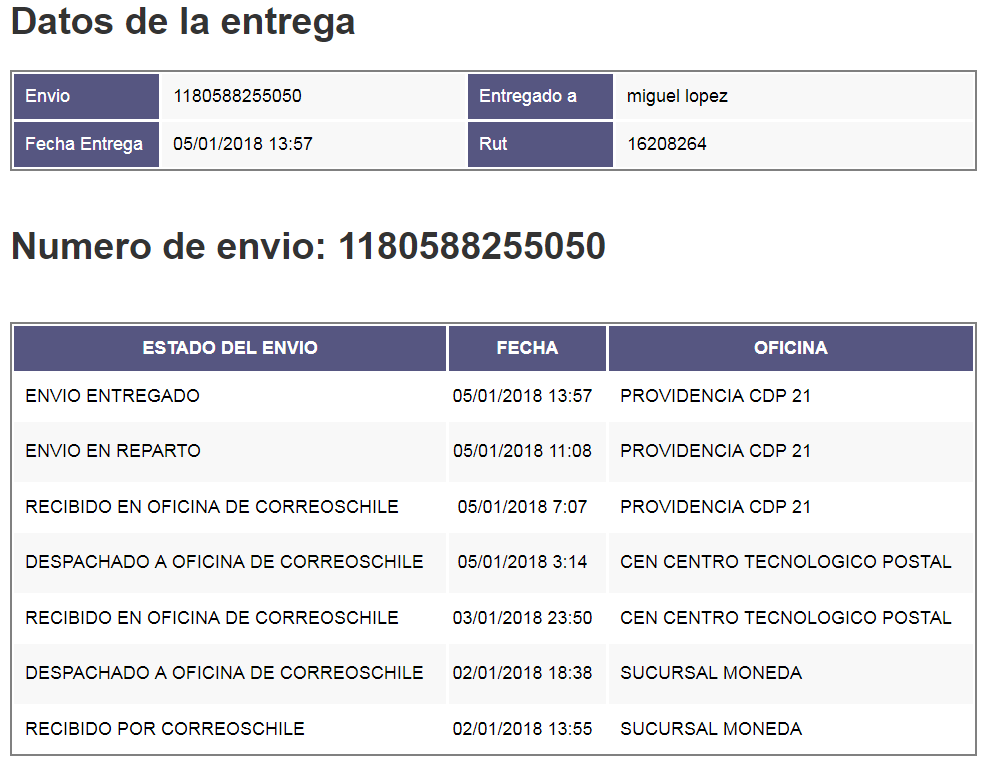 Datos de la entrega
Envio 1180588255050 Entregado a miguel lopez
Fecha Entrega 05/01/2018 13:57 Rut 16208264
Numero de envio: 1180588255050
ESTADO DEL ENVIO FECHA OFICINA
ENVIO ENTREGADO 05/01/2018 13:57 PROVIDENCIA CDP 21
ENVIO EN REPARTO 05/01/2018 11:08 PROVIDENCIA CDP 21
RECIBIDO EN OFICINA DE CORREOSCHILE 05/01/2018 7:07 PROVIDENCIA CDP 21
DESPACHADO A OFICINA DE CORREOSCHILE 05/01/2018 3:14 CEN CENTRO TECNOLOGICO POSTAL
RECIBIDO EN OFICINA DE CORREOSCHILE 03/01/2018 23:50 CEN CENTRO TECNOLOGICO POSTAL
DESPACHADO A OFICINA DE CORREOSCHILE 02/01/2018 18:38 SUCURSAL MONEDA
RECIBIDO POR CORREOSCHILE 02/01/2018 13:55 SUCURSAL MONEDA